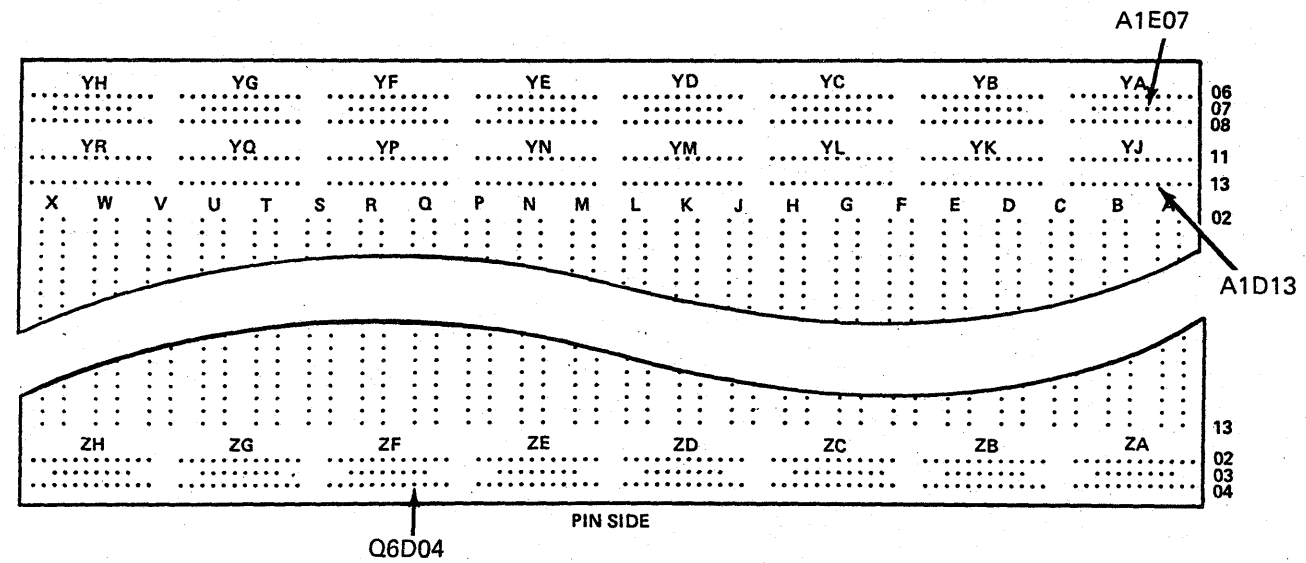 A1E07
YH YG YF YE YD YC YB YA 06
07
08
YR YQ YP YN YM YL YK YJ 11
13
X W V U T S R Q P N M L K J H G F E D C B A 02
A1D13
13
ZH ZG ZF ZE ZD ZC ZB ZA 02
03
04
PIN SIDE
Q6D04